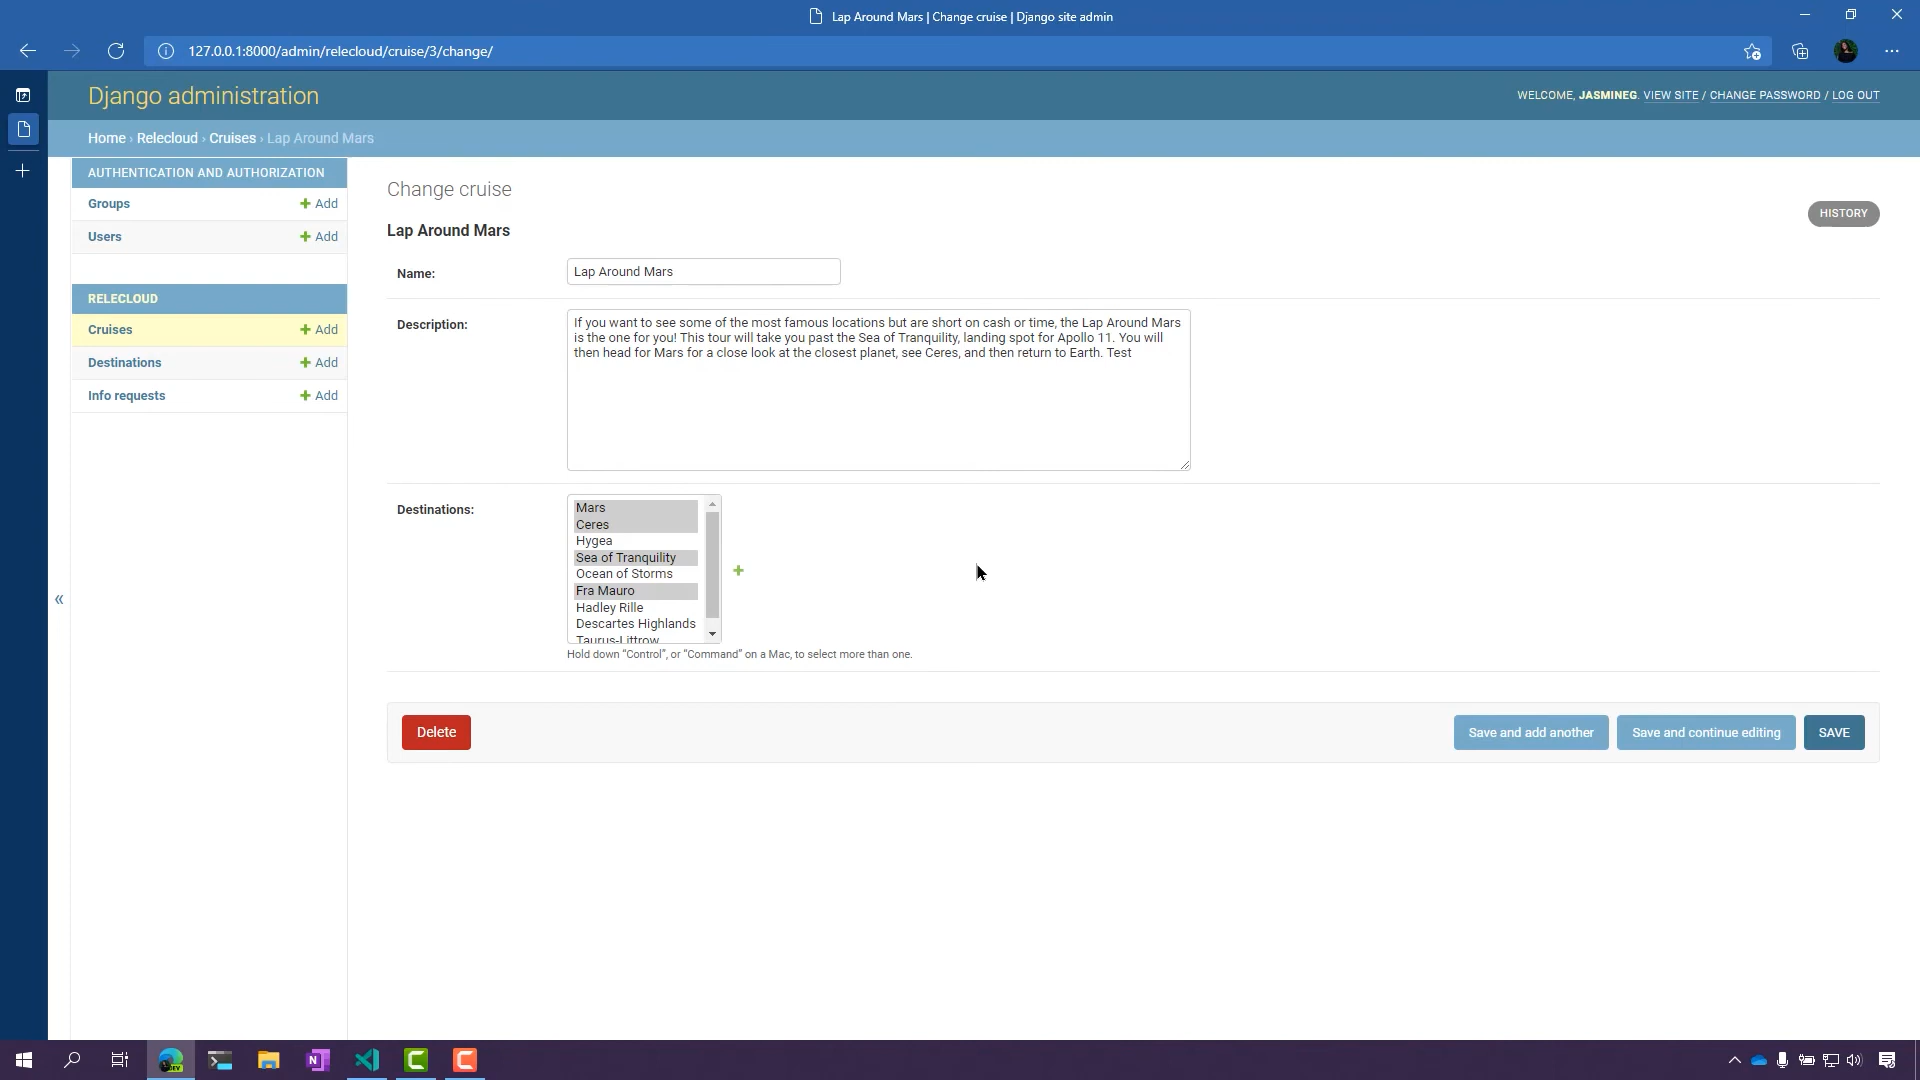 Lap Around Mars | Change cruise | Django site admin
127.0.0.1:8000/admin/relecloud/cruise/3/change/
Django administration
WELCOME, JASMINEG. VIEW SITE / CHANGE PASSWORD / LOG OUT
Home › Relecloud › Cruises › Lap Around Mars
AUTHENTICATION AND AUTHORIZATION
Groups + Add
Users + Add
RELECLOUD
Cruises + Add
Destinations + Add
Info requests + Add
«
Change cruise
HISTORY
Lap Around Mars
Name: Lap Around Mars
Description:
If you want to see some of the most famous locations but are short on cash or time, the Lap Around Mars
is the one for you! This tour will take you past the Sea of Tranquility, landing spot for Apollo 11. You will
then head for Mars for a close look at the closest planet, see Ceres, and then return to Earth. Test
Destinations:
Mars
Ceres
Hygea
Sea of Tranquility
Ocean of Storms
Fra Mauro
Hadley Rille
Descartes Highlands
Taurus-Littrow
Hold down “Control”, or “Command” on a Mac, to select more than one.
Delete
Save and add another
Save and continue editing
SAVE
DEV
N